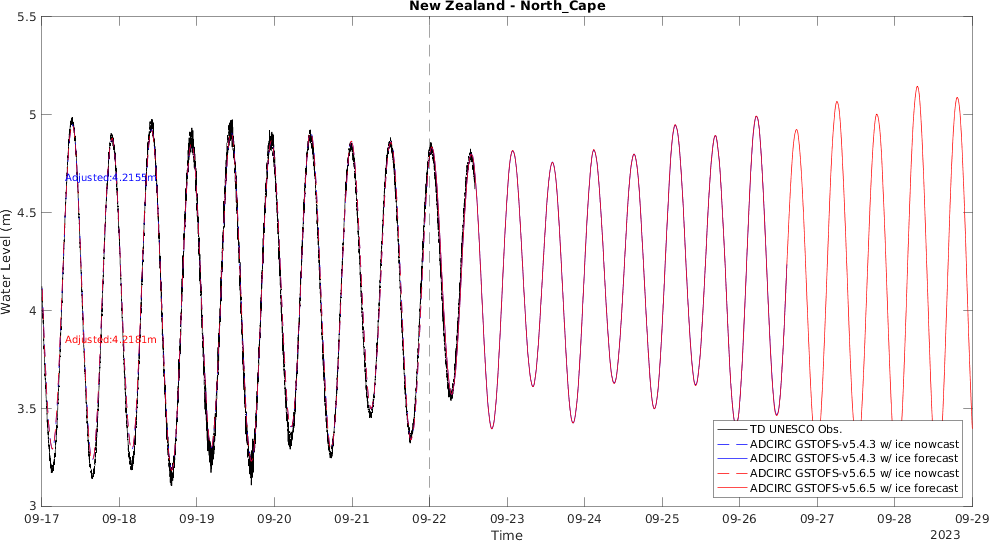 New Zealand - North_Cape
5.5
5
4.5
4
3.5
3
Water Level (m)
Adjusted:4.2155m
Adjusted:4.2181m
TD UNESCO Obs.
ADCIRC GSTOFS-v5.4.3 w/ ice nowcast
ADCIRC GSTOFS-v5.4.3 w/ ice forecast
ADCIRC GSTOFS-v5.6.5 w/ ice nowcast
ADCIRC GSTOFS-v5.6.5 w/ ice forecast
09-17 09-18 09-19 09-20 09-21 09-22 09-23 09-24 09-25 09-26 09-27 09-28 09-29
Time
2023